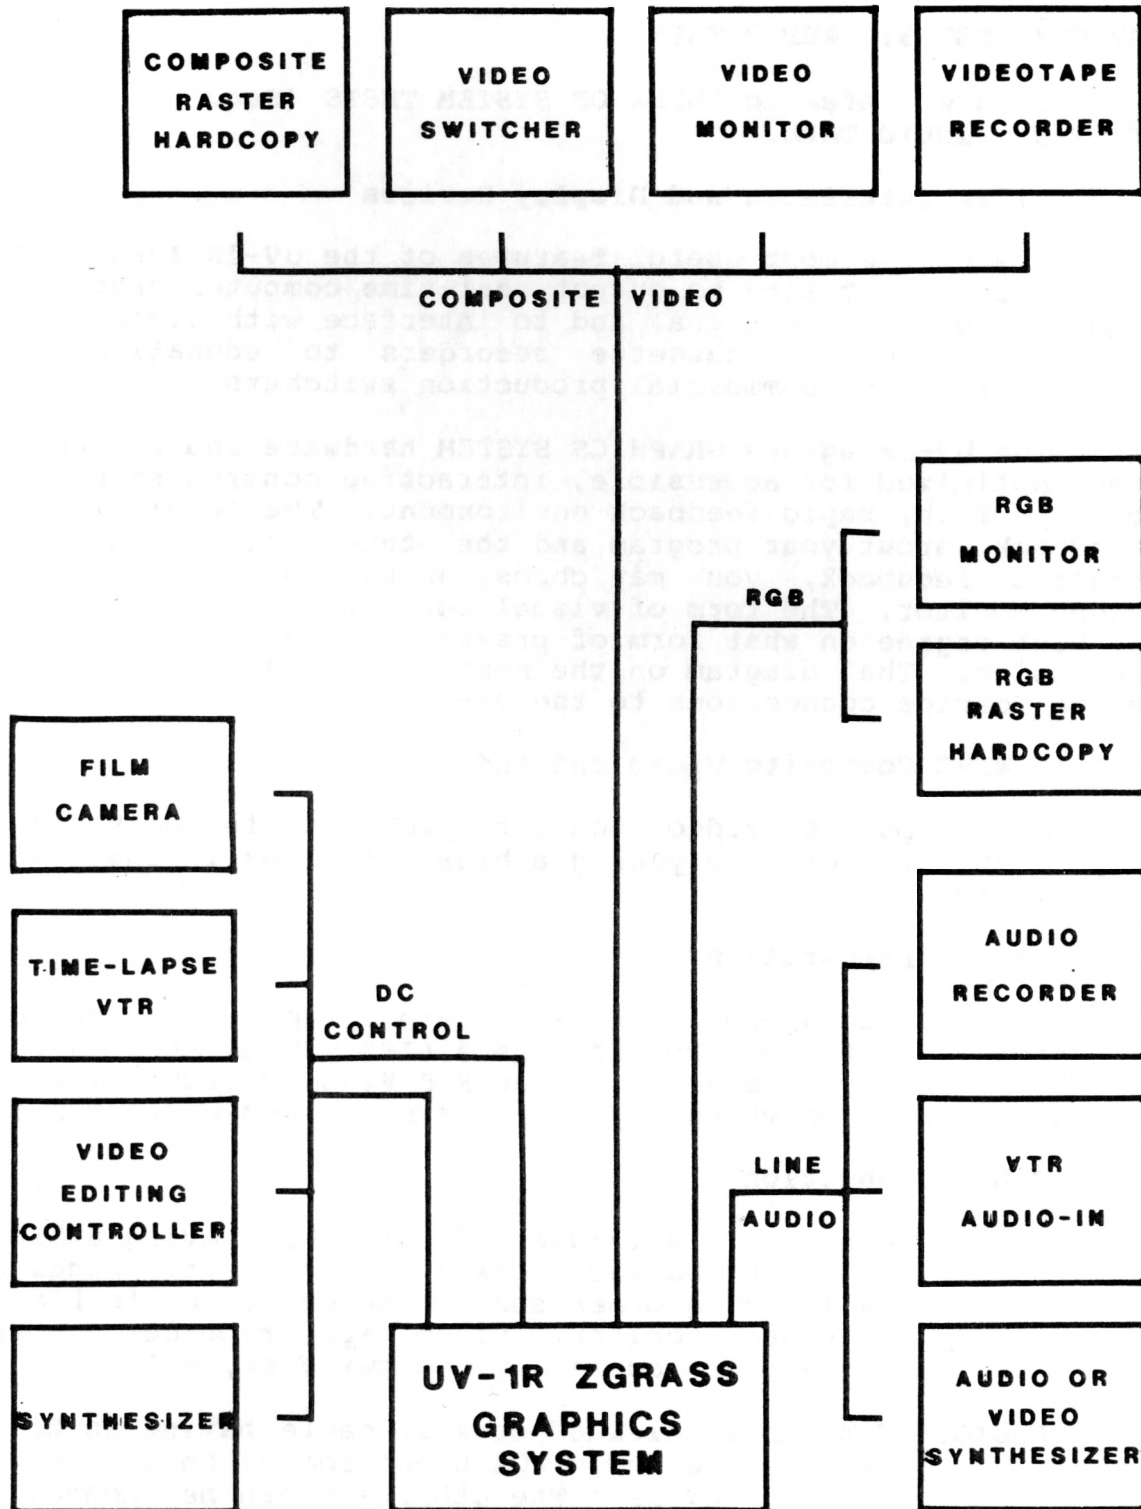 COMPOSITE
RASTER
HARDCOPY
VIDEO
SWITCHER
VIDEO
MONITOR
VIDEOTAPE
RECORDER
COMPOSITE VIDEO
RGB
MONITOR
RGB
RGB
RASTER
HARDCOPY
FILM
CAMERA
TIME-LAPSE
VTR
DC
CONTROL
AUDIO
RECORDER
VIDEO
EDITING
CONTROLLER
LINE
AUDIO
VTR
AUDIO-IN
SYNTHESIZER
UV-1R ZGRASS
GRAPHICS
SYSTEM
AUDIO OR
VIDEO
SYNTHESIZER